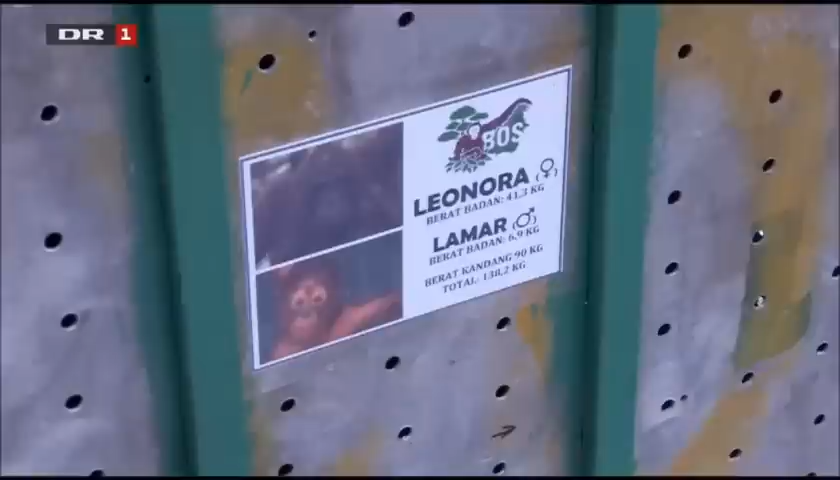 DR 1
BOS
LEONORA (♀)
BERAT BADAN: 41,3 KG
LAMAR ♂
BERAT BADAN: 6,9 KG
BERAT KANDANG 90 KG
TOTAL: 138,2 KG